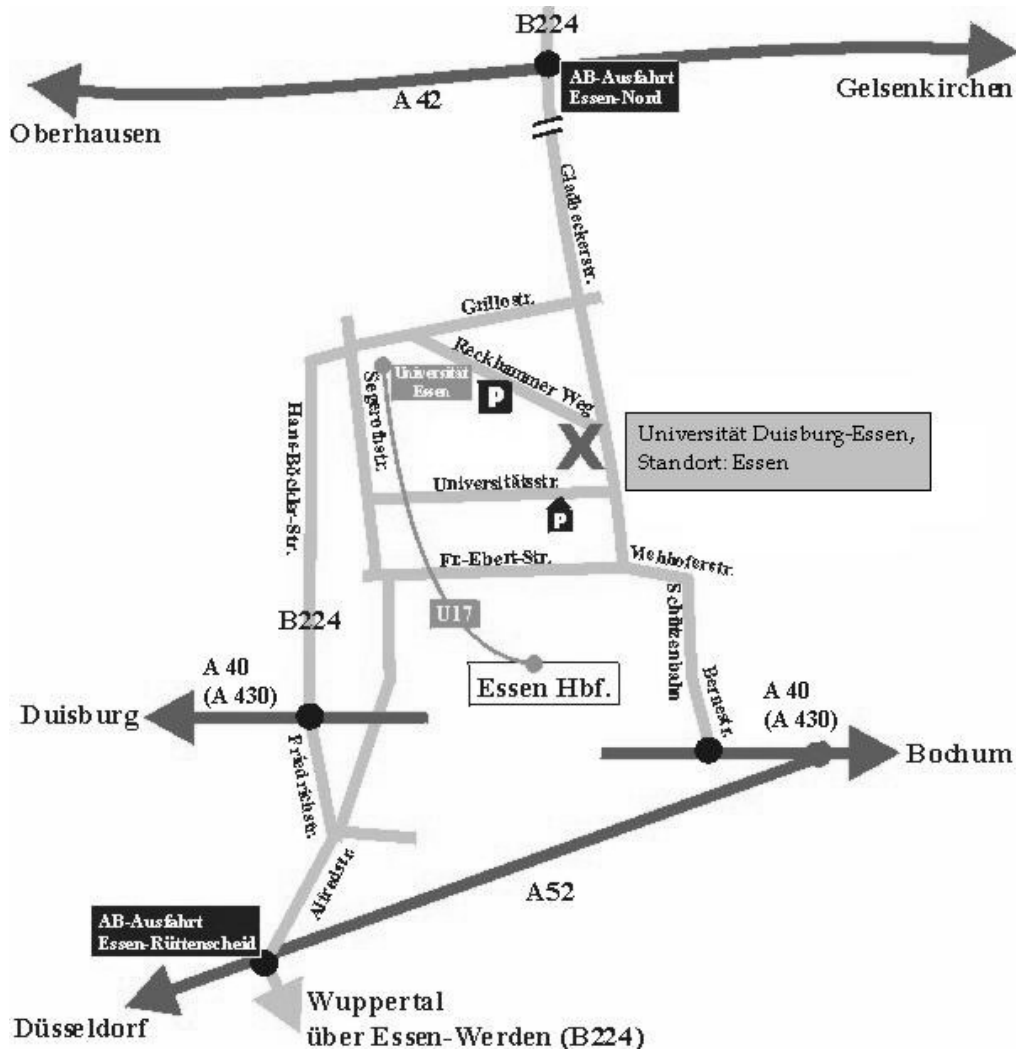 B224
AB-Ausfahrt
Essen-Nord
Gelsenkirchen
A 42
Oberhausen
Gladbeckerstr.
Grillostr.
Reckhammer Weg
Universität
Essen
P
Segerothstr.
Hans-Böckler-Str.
X
Universität Duisburg-Essen,
Standort: Essen
Universitätsstr.
P
Fr.-Ebert-Str.
Viehhoferstr.
Schützenbahn
U17
B224
Essen Hbf.
Bernestr.
A 40
(A 430)
Duisburg
A 40
(A 430)
Bochum
Friedrichstr.
Alfredstr.
A52
AB-Ausfahrt
Essen-Rüttenscheid
Düsseldorf
Wuppertal
über Essen-Werden (B224)